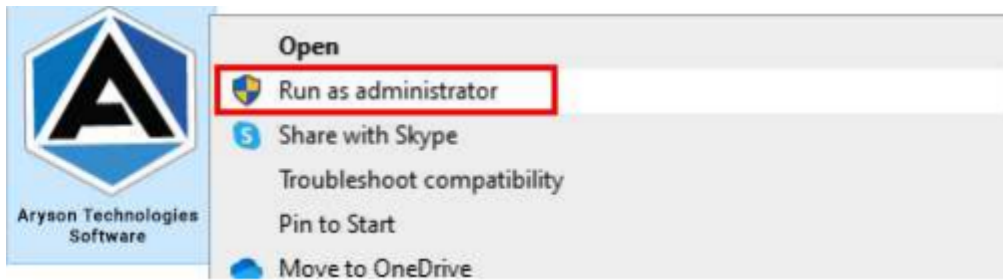 Open
Run as administrator
Share with Skype
Troubleshoot compatibility
Pin to Start
Move to OneDrive
Aryson Technologies
Software